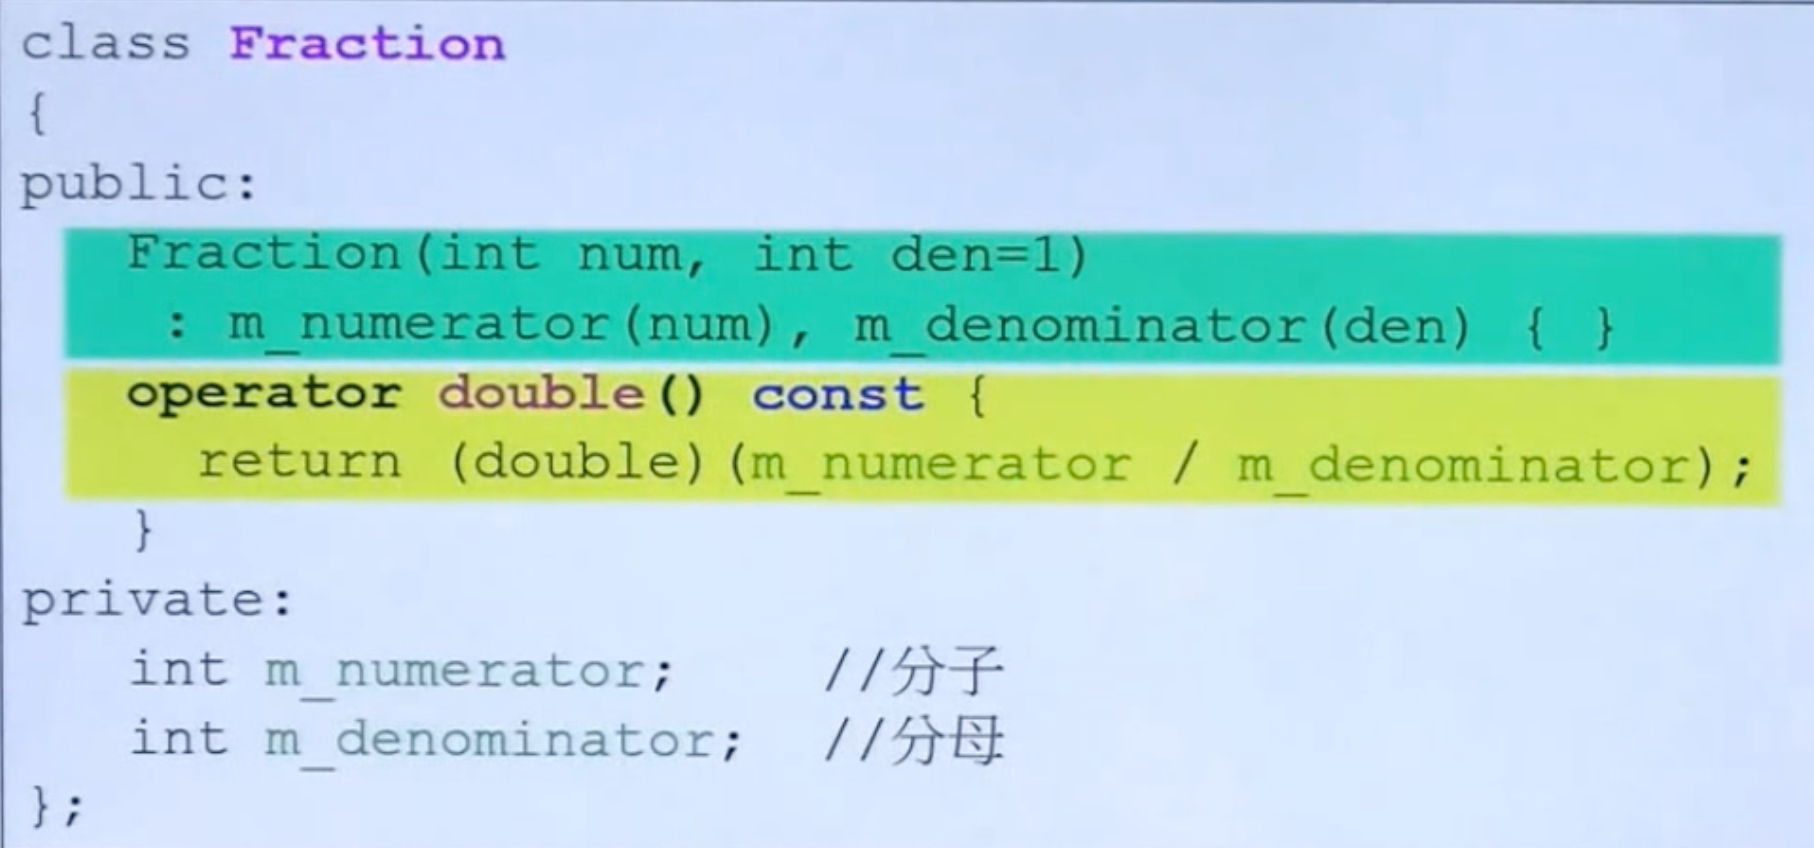 class Fraction
{
public:
Fraction(int num, int den=1)
: m_numerator(num), m_denominator(den) { }
operator double() const {
return (double)(m_numerator / m_denominator);
}
private:
int m_numerator; //分子
int m_denominator; //分母
};